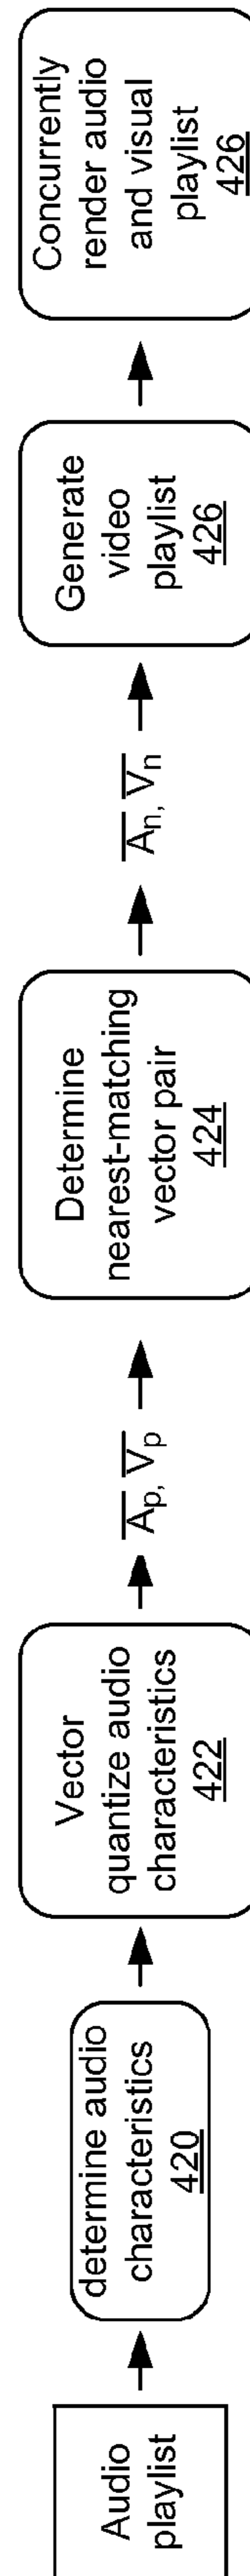 Audio
playlist
determine audio
characteristics
420
Vector
quantize audio
characteristics
422
A̅p, V̅p
Determine
nearest-matching
vector pair
424
A̅n, V̅n
Generate
video
playlist
426
Concurrently
render audio
and visual
playlist
426